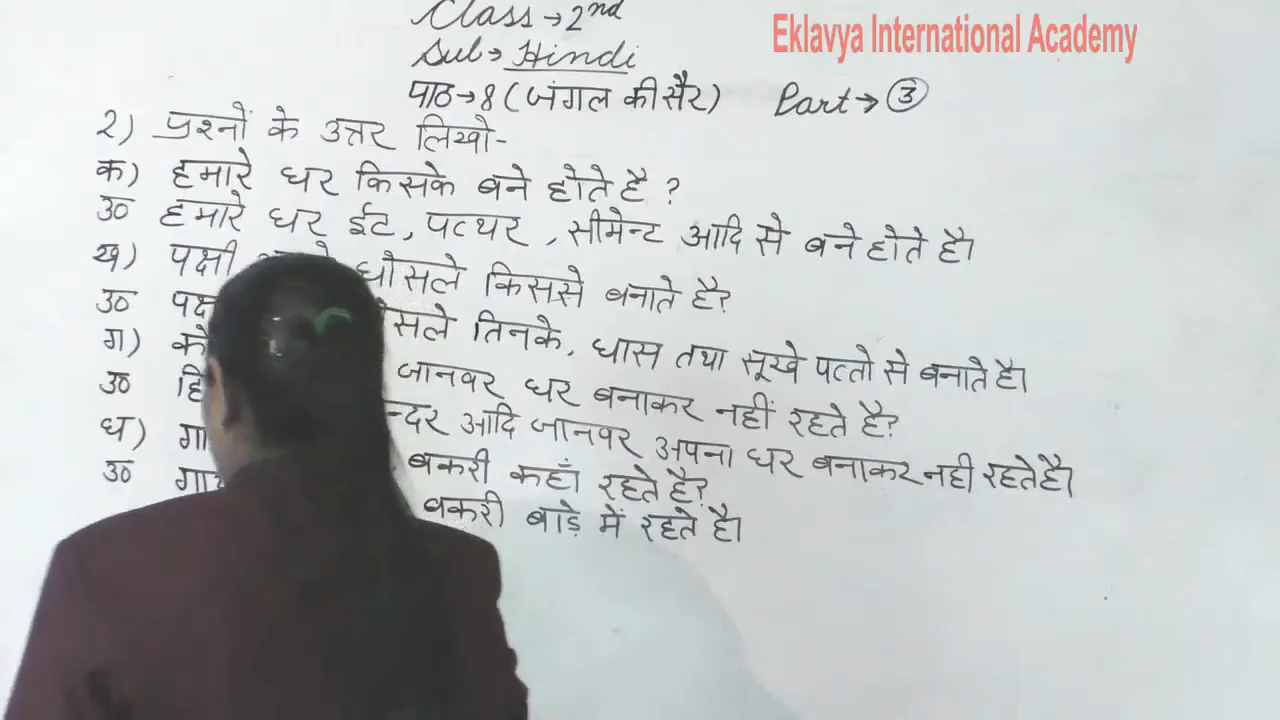 Class → 2nd
Eklavya International Academy
Sub → Hindi
पाठ → 8 (जंगल की सैर) Part → 3
2) प्रश्नों के उत्तर लिखो-
क) हमारे घर किसके बने होते है ?
उ० हमारे घर ईट, पत्थर, सीमेन्ट आदि से बने होते है।
ख) पक्षी घोसले किससे बनाते है?
उ० तिनके, घास तथा सूखे पत्तो से बनाते है।
ग) जानवर घर बनाकर नहीं रहते है?
उ० आदि जानवर अपना घर बनाकर नही रहते है।
घ) बकरी कहाँ रहते है?
उ० बकरी बाड़े में रहते है।